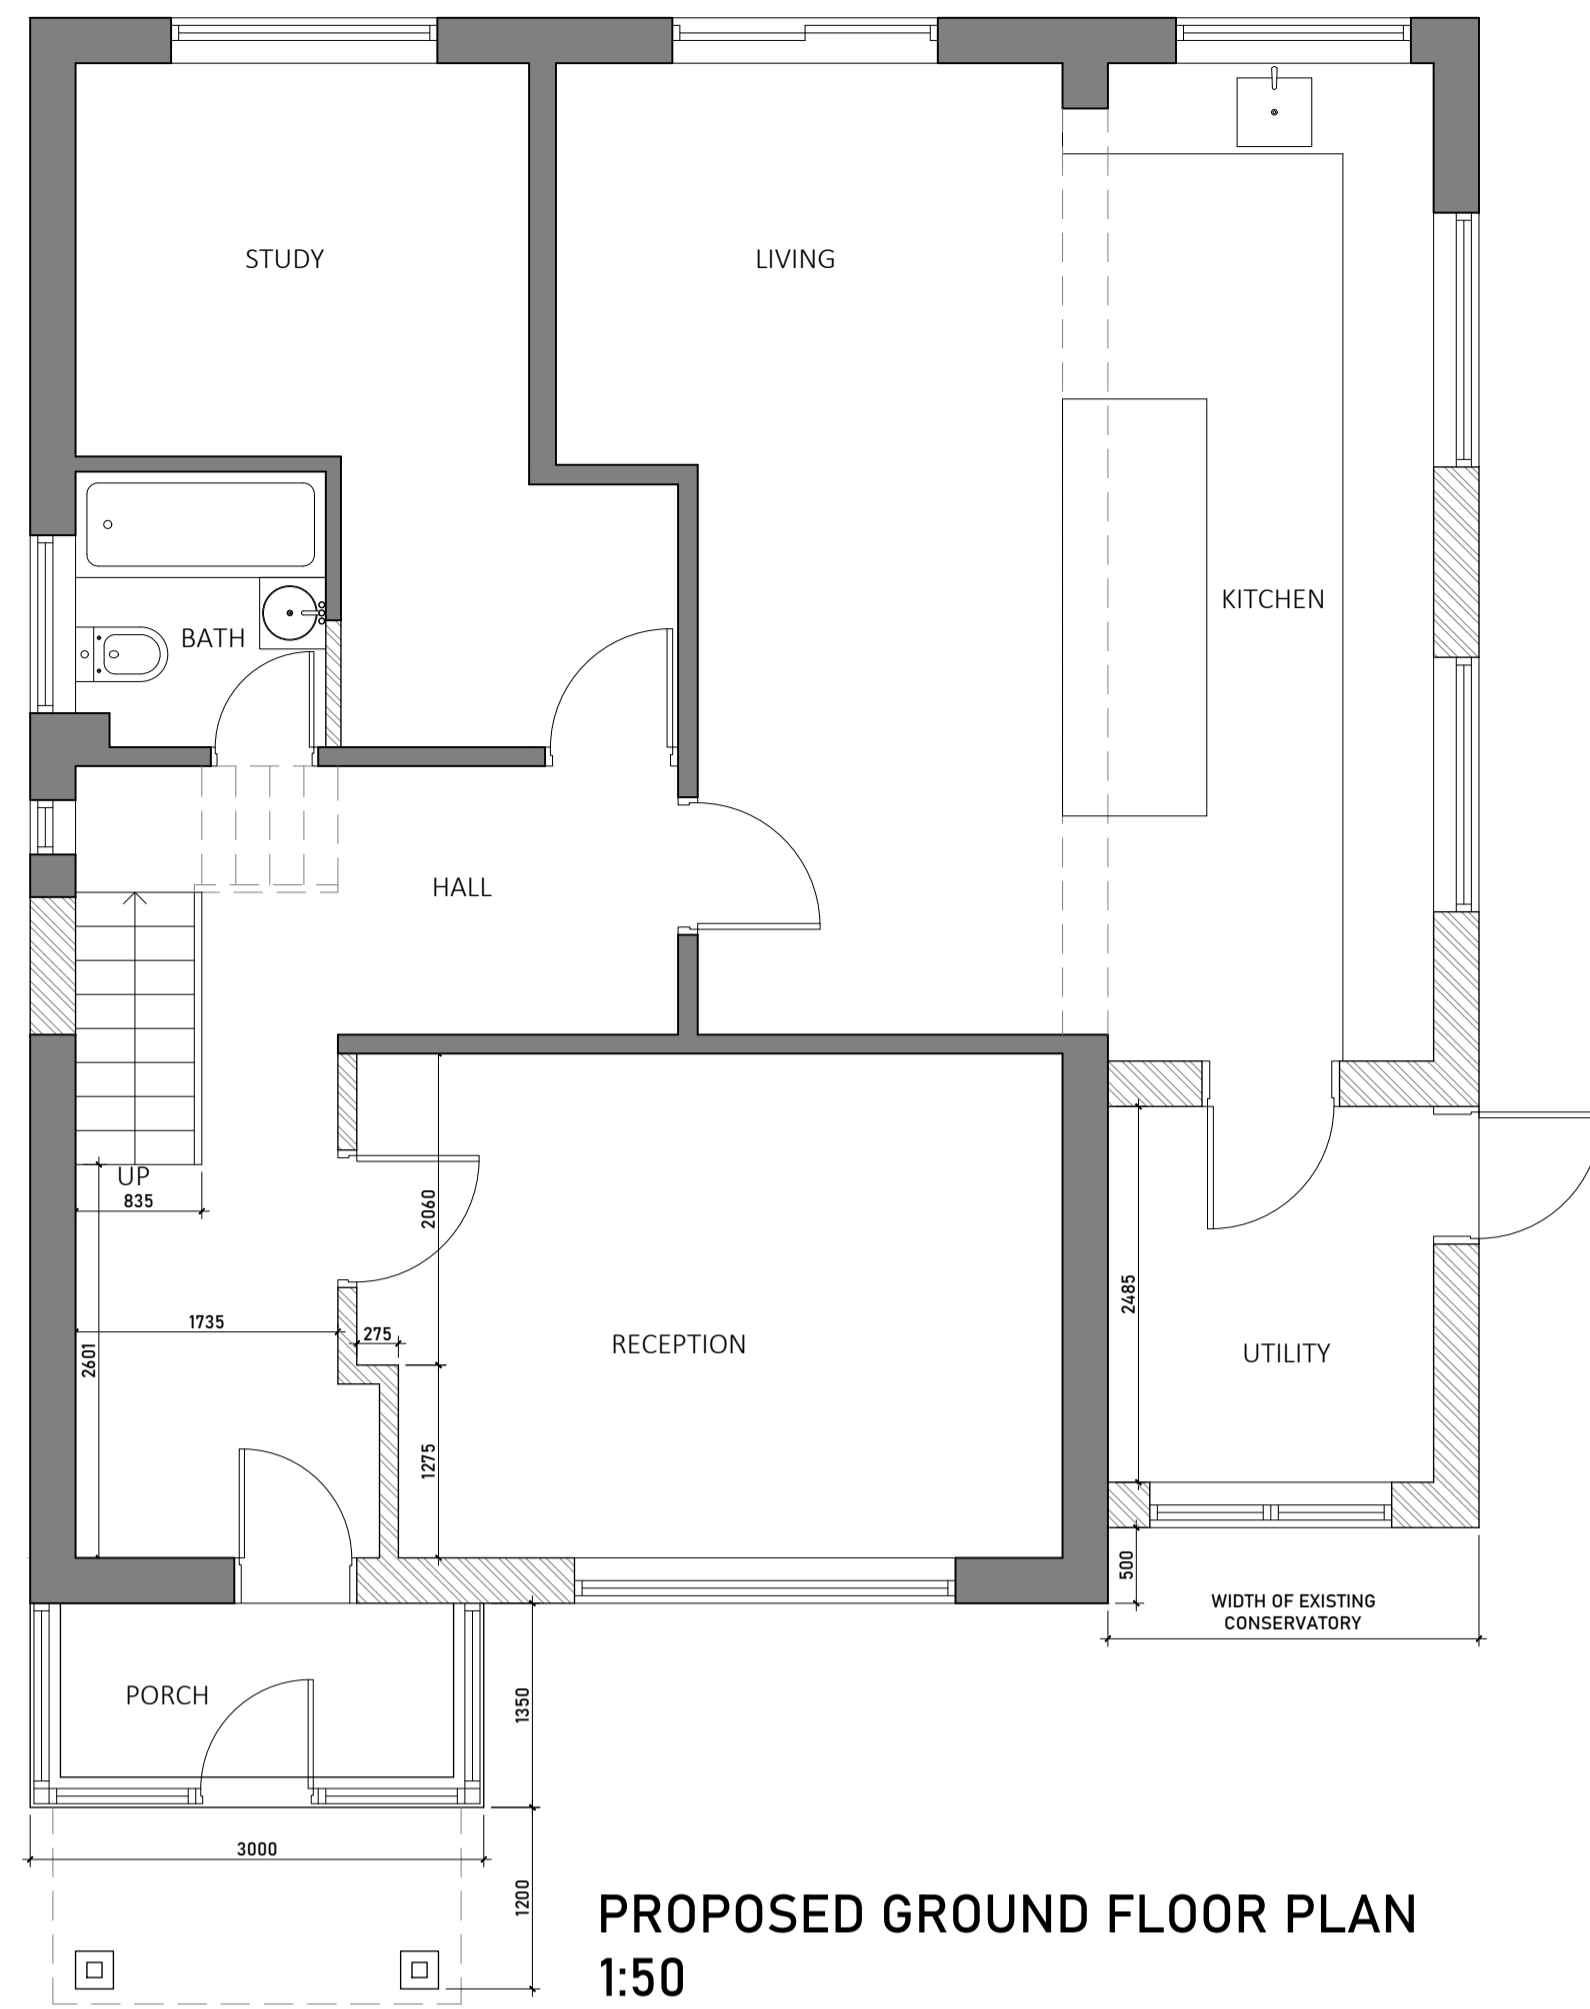 STUDY
LIVING
KITCHEN
BATH
HALL
UP
835
2060
2485
1735
275
2601
RECEPTION
UTILITY
1275
500
WIDTH OF EXISTING
CONSERVATORY
PORCH
1350
3000
1200
PROPOSED GROUND FLOOR PLAN
1:50